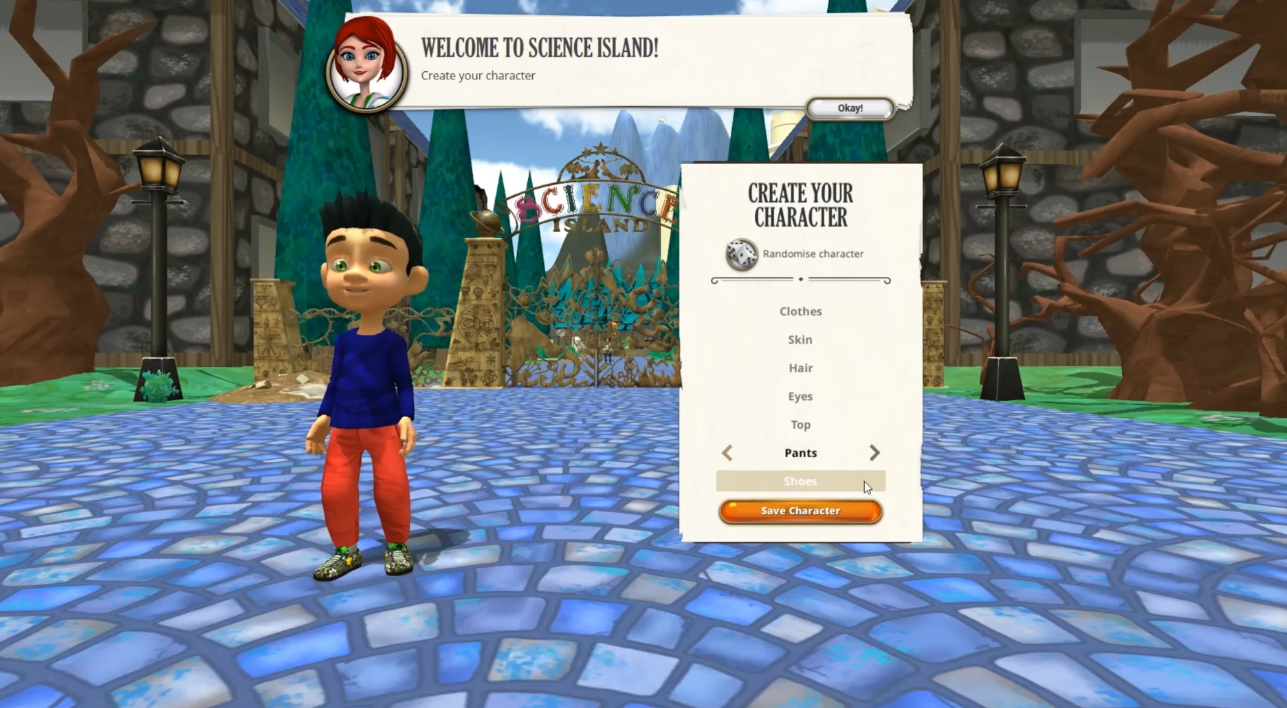 WELCOME TO SCIENCE ISLAND!
Create your character
Okay!
SCIENCE
ISLAND
CREATE YOUR
CHARACTER
Randomise character
Clothes
Skin
Hair
Eyes
Top
Pants
Shoes
Save Character